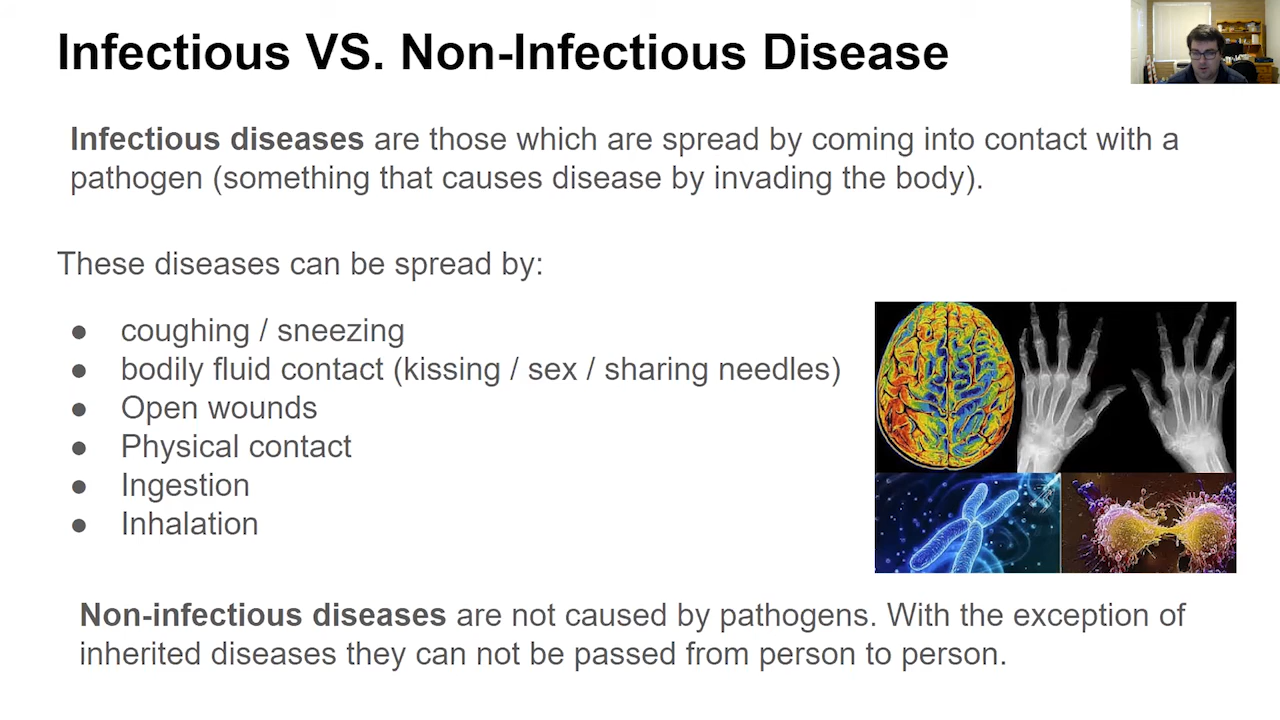 Infectious VS. Non-Infectious Disease
Infectious diseases are those which are spread by coming into contact with a
pathogen (something that causes disease by invading the body).
These diseases can be spread by:
● coughing / sneezing
● bodily fluid contact (kissing / sex / sharing needles)
● Open wounds
● Physical contact
● Ingestion
● Inhalation
Non-infectious diseases are not caused by pathogens. With the exception of
inherited diseases they can not be passed from person to person.